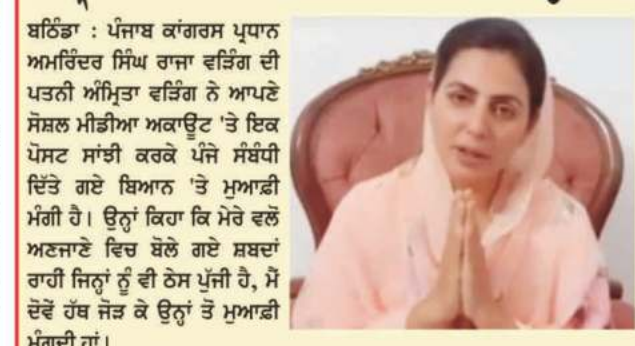 ਬਠਿੰਡਾ : ਪੰਜਾਬ ਕਾਂਗਰਸ ਪ੍ਰਧਾਨ
ਅਮਰਿੰਦਰ ਸਿੰਘ ਰਾਜਾ ਵੜਿੰਗ ਦੀ
ਪਤਨੀ ਅੰਮ੍ਰਿਤਾ ਵੜਿੰਗ ਨੇ ਆਪਣੇ
ਸੋਸ਼ਲ ਮੀਡੀਆ ਅਕਾਊਂਟ 'ਤੇ ਇਕ
ਪੋਸਟ ਸਾਂਝੀ ਕਰਕੇ ਪੰਜੇ ਸੰਬੰਧੀ
ਦਿੱਤੇ ਗਏ ਬਿਆਨ 'ਤੇ ਮੁਆਫ਼ੀ
ਮੰਗੀ ਹੈ। ਉਨ੍ਹਾਂ ਕਿਹਾ ਕਿ ਮੇਰੇ ਵਲੋਂ
ਅਣਜਾਣੇ ਵਿਚ ਬੋਲੇ ਗਏ ਸ਼ਬਦਾਂ
ਰਾਹੀਂ ਜਿਨ੍ਹਾਂ ਨੂੰ ਵੀ ਠੇਸ ਪੁੱਜੀ ਹੈ, ਮੈਂ
ਦੋਵੇਂ ਹੱਥ ਜੋੜ ਕੇ ਉਨ੍ਹਾਂ ਤੋਂ ਮੁਆਫ਼ੀ
ਮੰਗਦੀ ਹਾਂ।